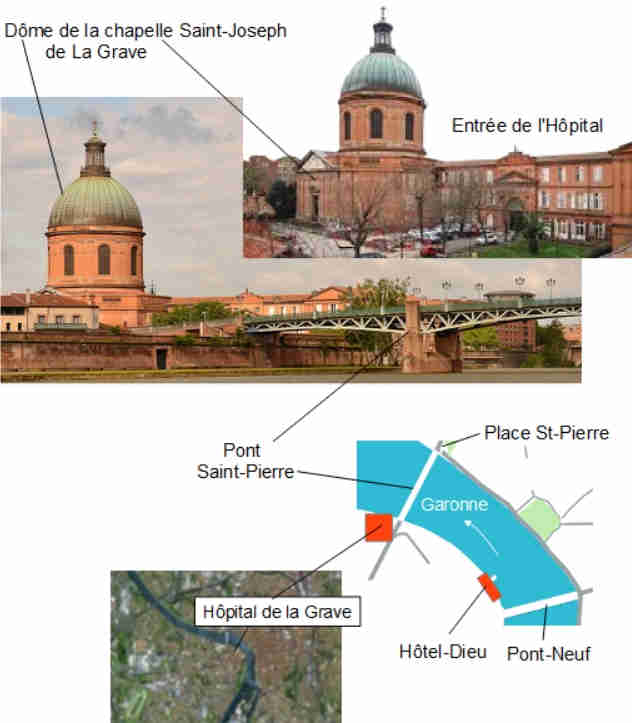 Dôme de la chapelle Saint-Joseph
de La Grave
Entrée de l'Hôpital
Pont
Saint-Pierre
Place St-Pierre
Garonne
Hôpital de la Grave
Hôtel-Dieu
Pont-Neuf